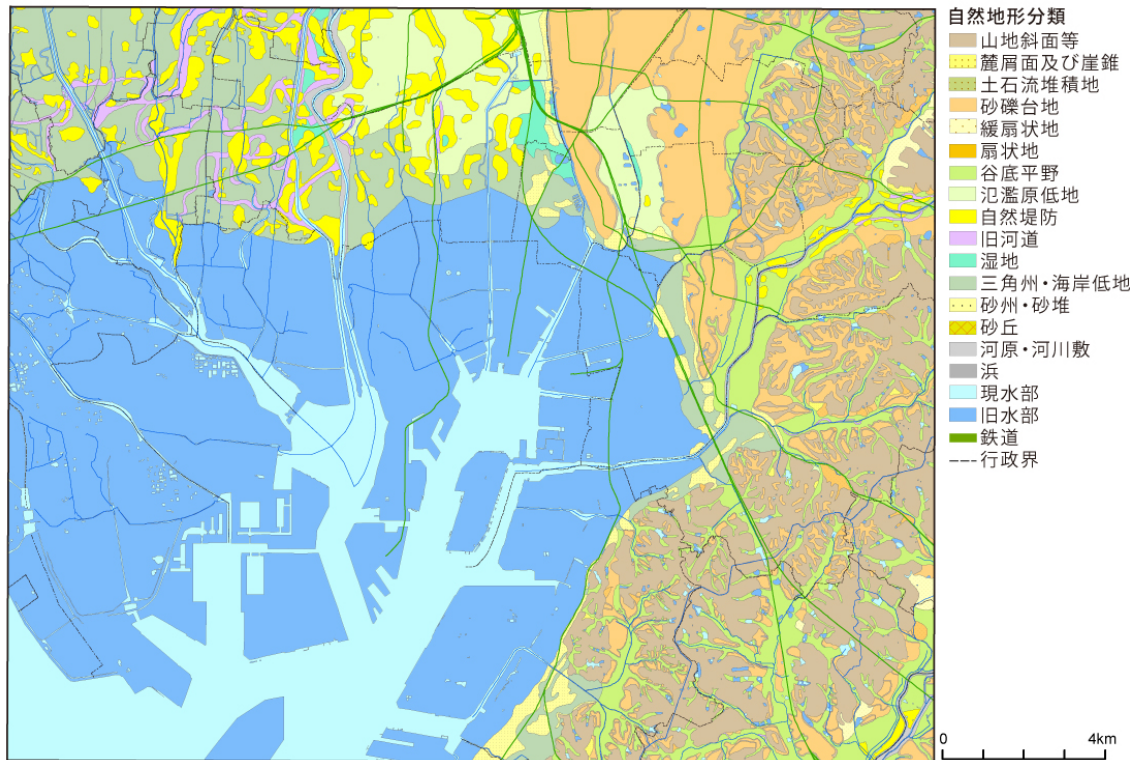 自然地形分類
山地斜面等
麓屑面及び崖錐
土石流堆積地
砂礫台地
緩扇状地
扇状地
谷底平野
氾濫原低地
自然堤防
旧河道
湿地
三角州・海岸低地
砂州・砂堆
砂丘
河原・河川敷
浜
現水部
旧水部
鉄道
行政界
0 4km